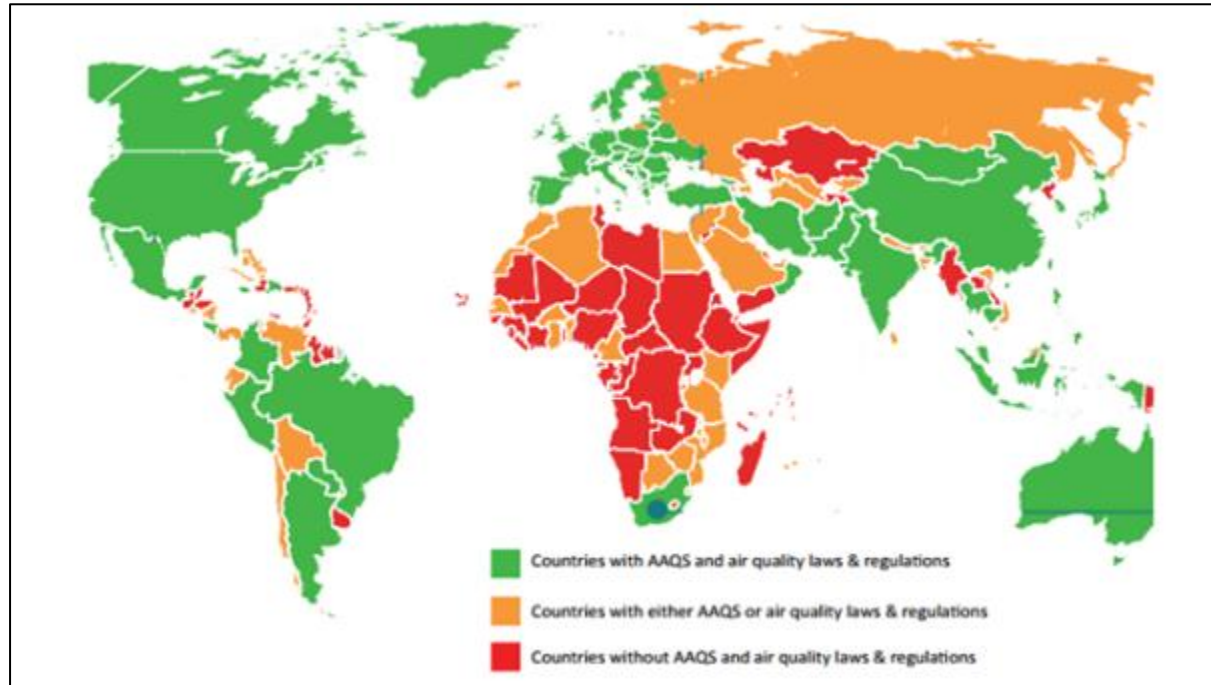 Countries with AAQS and air quality laws & regulations
Countries with either AAQS or air quality laws & regulations
Countries without AAQS and air quality laws & regulations